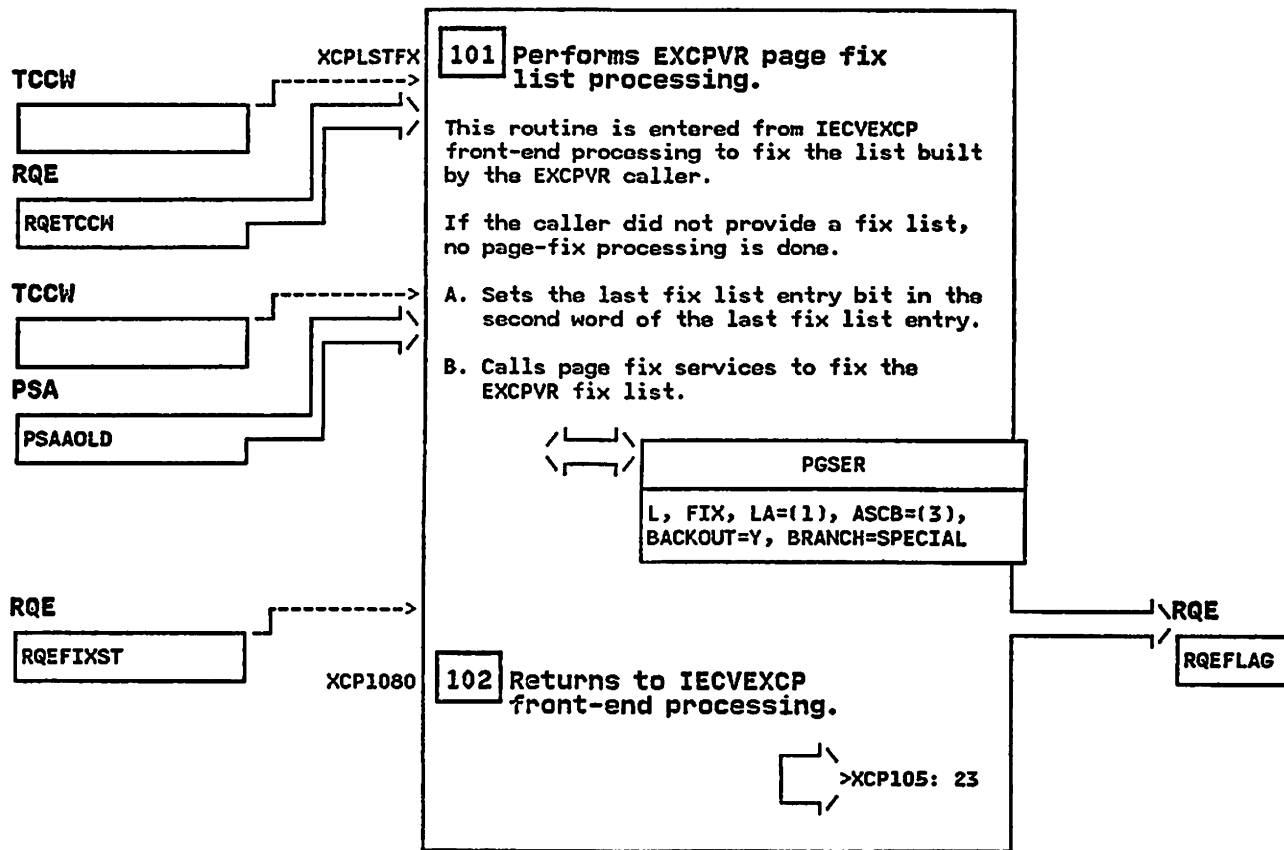 XCPLSTFX
101 Performs EXCPVR page fix
list processing.
TCCW
This routine is entered from IECVEXCP
front-end processing to fix the list built
by the EXCPVR caller.
RQE
RQETCCW
If the caller did not provide a fix list,
no page-fix processing is done.
TCCW
A. Sets the last fix list entry bit in the
second word of the last fix list entry.
B. Calls page fix services to fix the
EXCPVR fix list.
PSA
PSAAOLD
PGSER
L, FIX, LA=(1), ASCB=(3),
BACKOUT=Y, BRANCH=SPECIAL
RQE
RQEFIXST
RQE
RQEFLAG
XCP1080
102 Returns to IECVEXCP
front-end processing.
>XCP105: 23